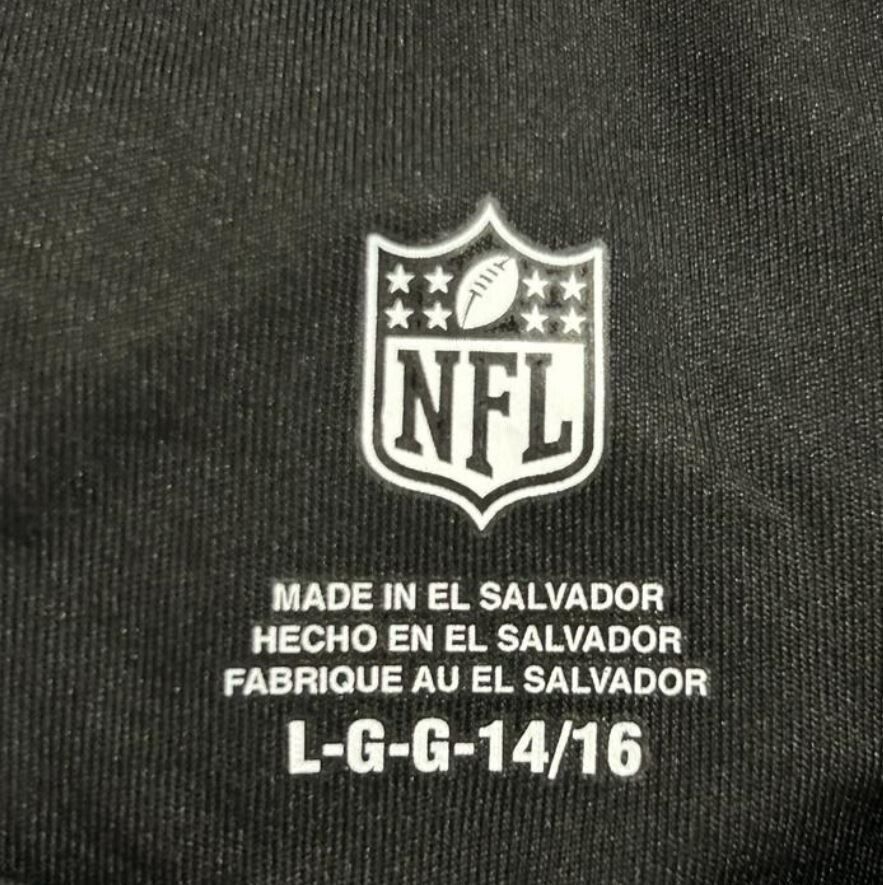 NFL
MADE IN EL SALVADOR
HECHO EN EL SALVADOR
FABRIQUE AU EL SALVADOR
L-G-G-14/16